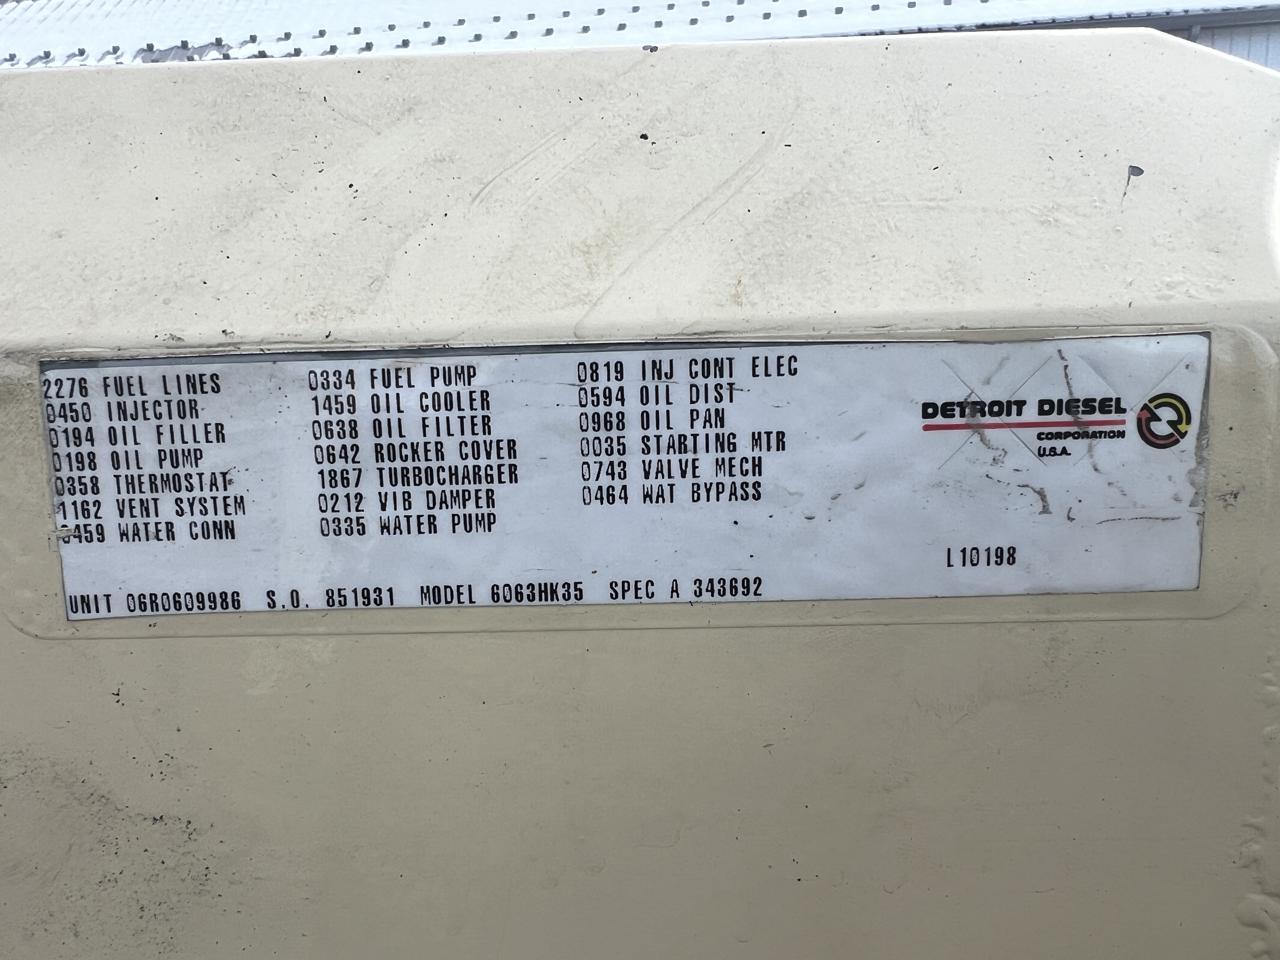 2276 FUEL LINES
0450 INJECTOR
0194 OIL FILLER
0198 OIL PUMP
0358 THERMOSTAT
1162 VENT SYSTEM
0459 WATER CONN
0334 FUEL PUMP
1459 OIL COOLER
0638 OIL FILTER
0642 ROCKER COVER
1867 TURBOCHARGER
0212 VIB DAMPER
0335 WATER PUMP
0819 INJ CONT ELEC
0594 OIL DIST
0968 OIL PAN
0035 STARTING MTR
0743 VALVE MECH
0464 WAT BYPASS
DETROIT DIESEL
CORPORATION
U.S.A.
L10198
UNIT 06R0609986 S.O. 851931 MODEL 6063HK35 SPEC A 343692